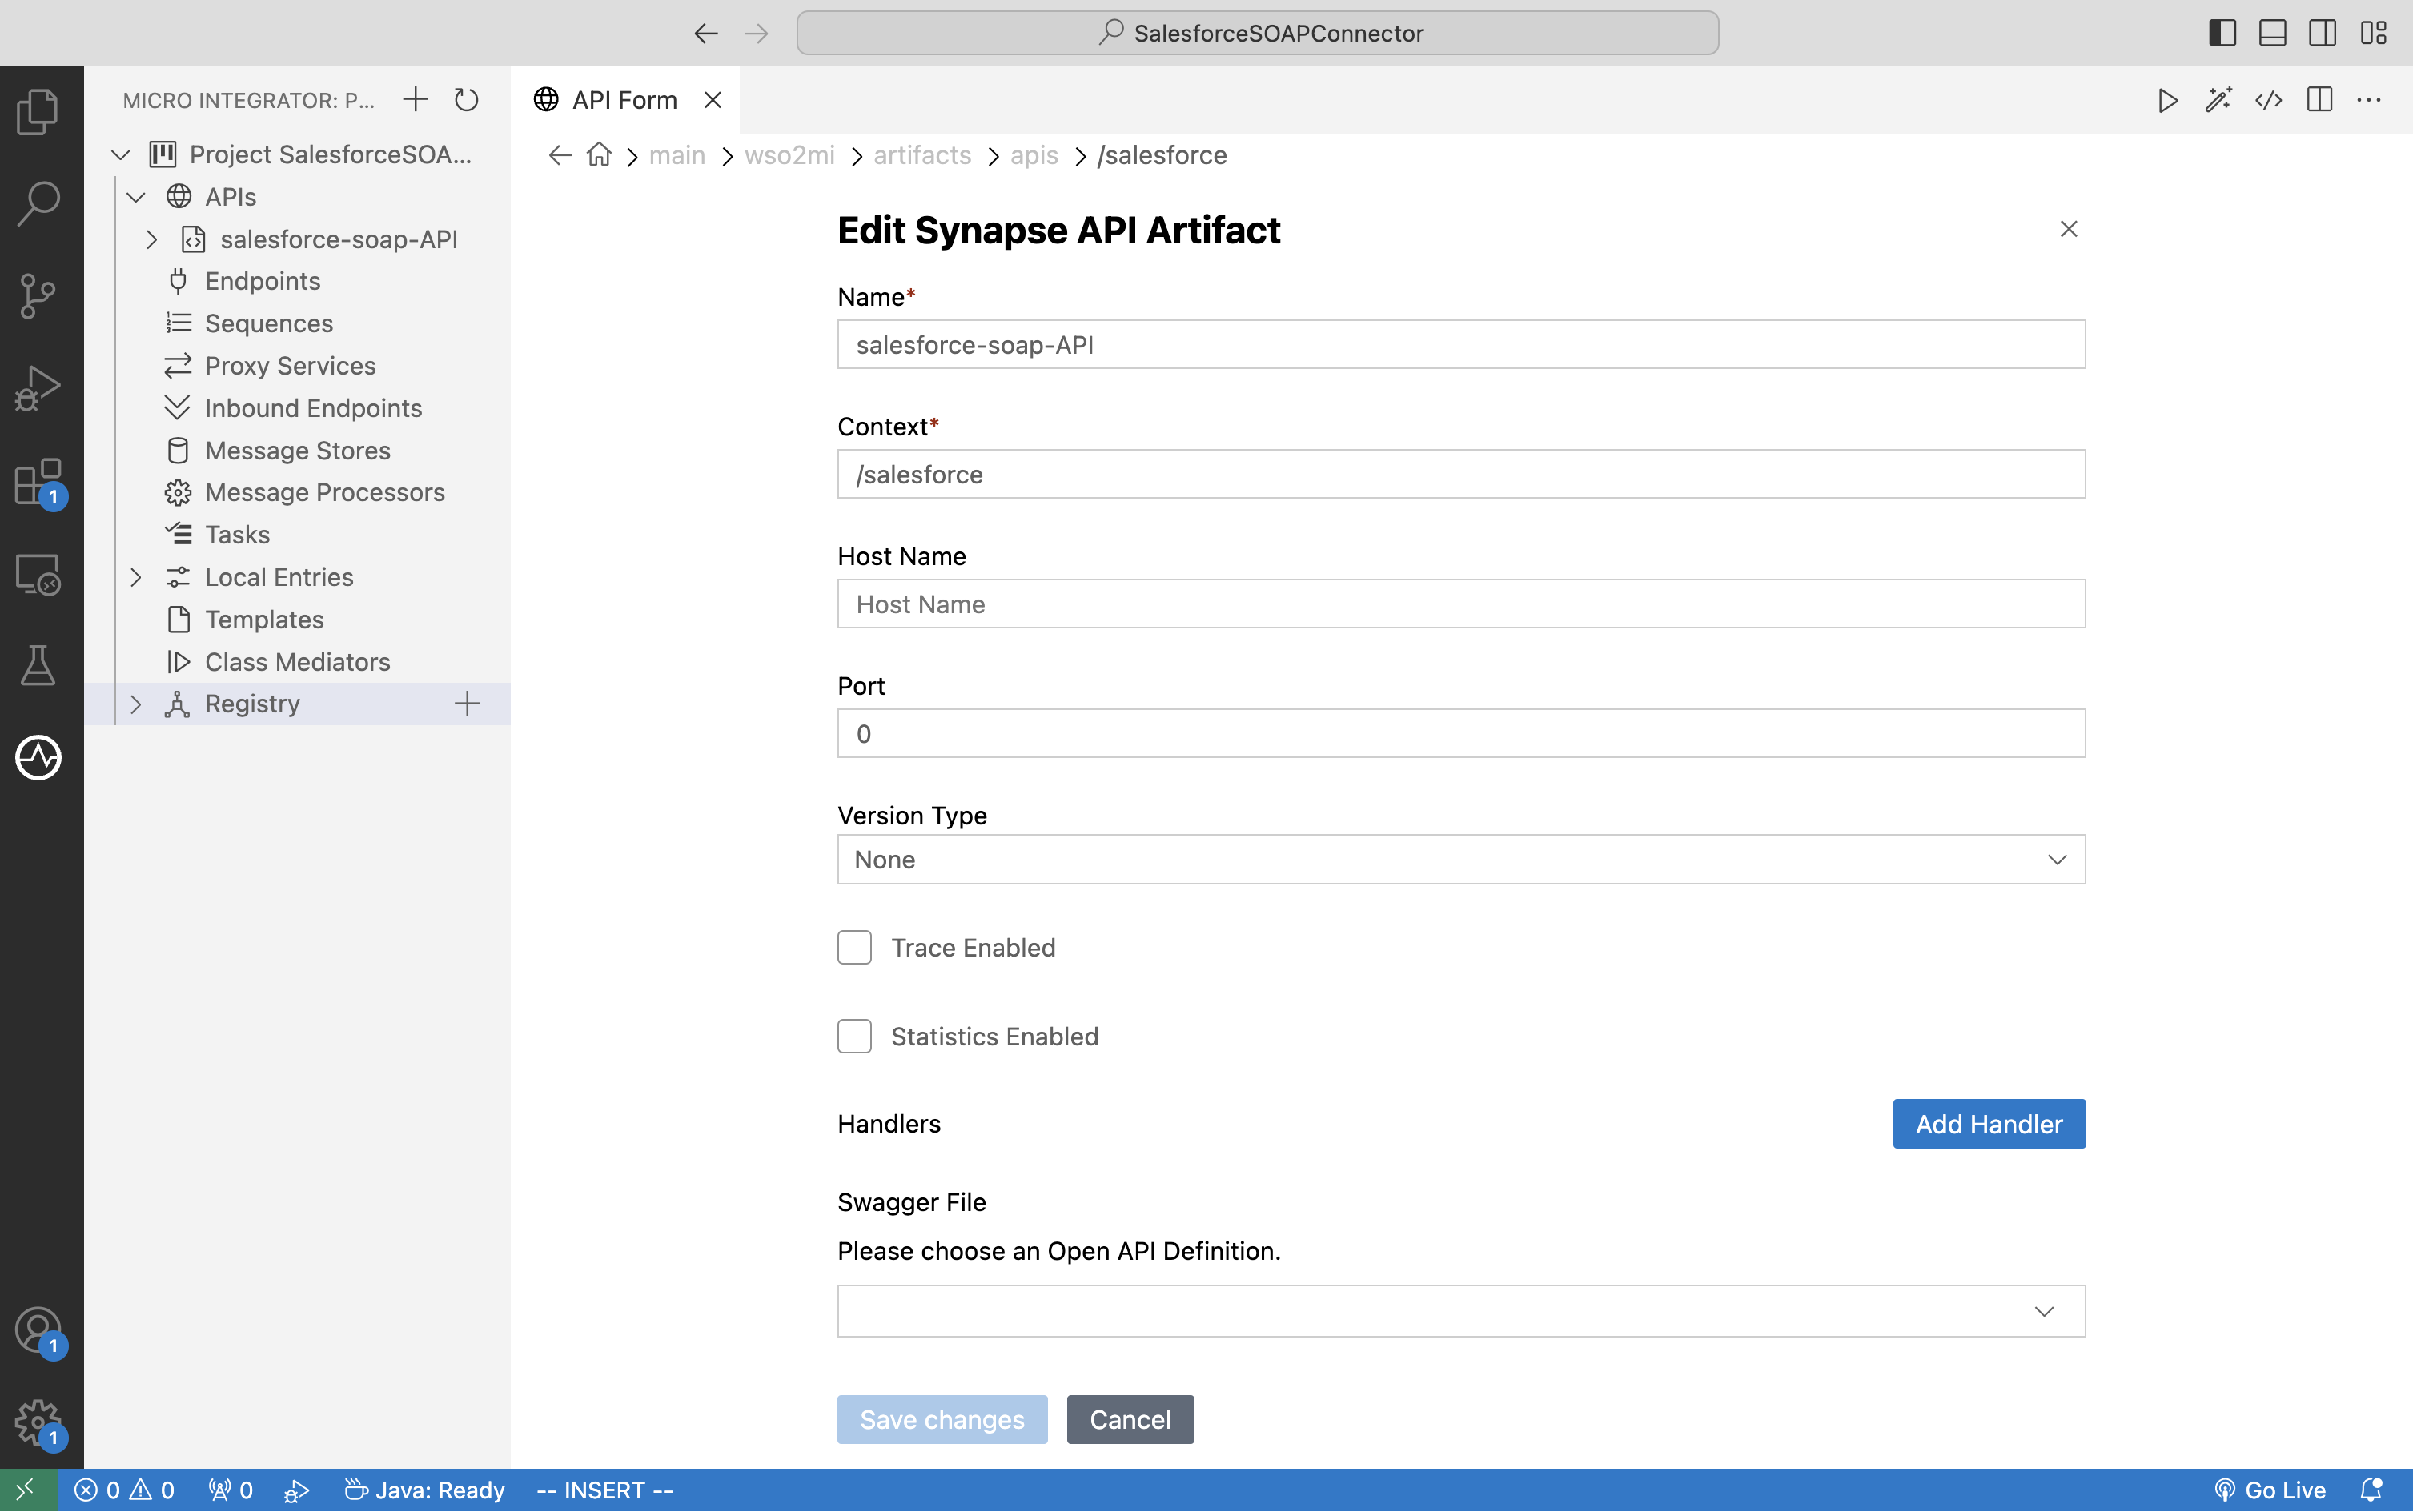 SalesforceSOAPConnector
MICRO INTEGRATOR: P...
API Form
main
wso2mi
artifacts
apis
/salesforce
Project SalesforceSOA...
APIs
salesforce-soap-API
Endpoints
Sequences
Proxy Services
Inbound Endpoints
Message Stores
Message Processors
Tasks
Local Entries
Templates
Class Mediators
Registry
1
1
1
Edit Synapse API Artifact
Name*
salesforce-soap-API
Context*
/salesforce
Host Name
Host Name
Port
0
Version Type
None
Trace Enabled
Statistics Enabled
Handlers
Add Handler
Swagger File
Please choose an Open API Definition.
Save changes
Cancel
0 0 0 Java: Ready -- INSERT -- Go Live